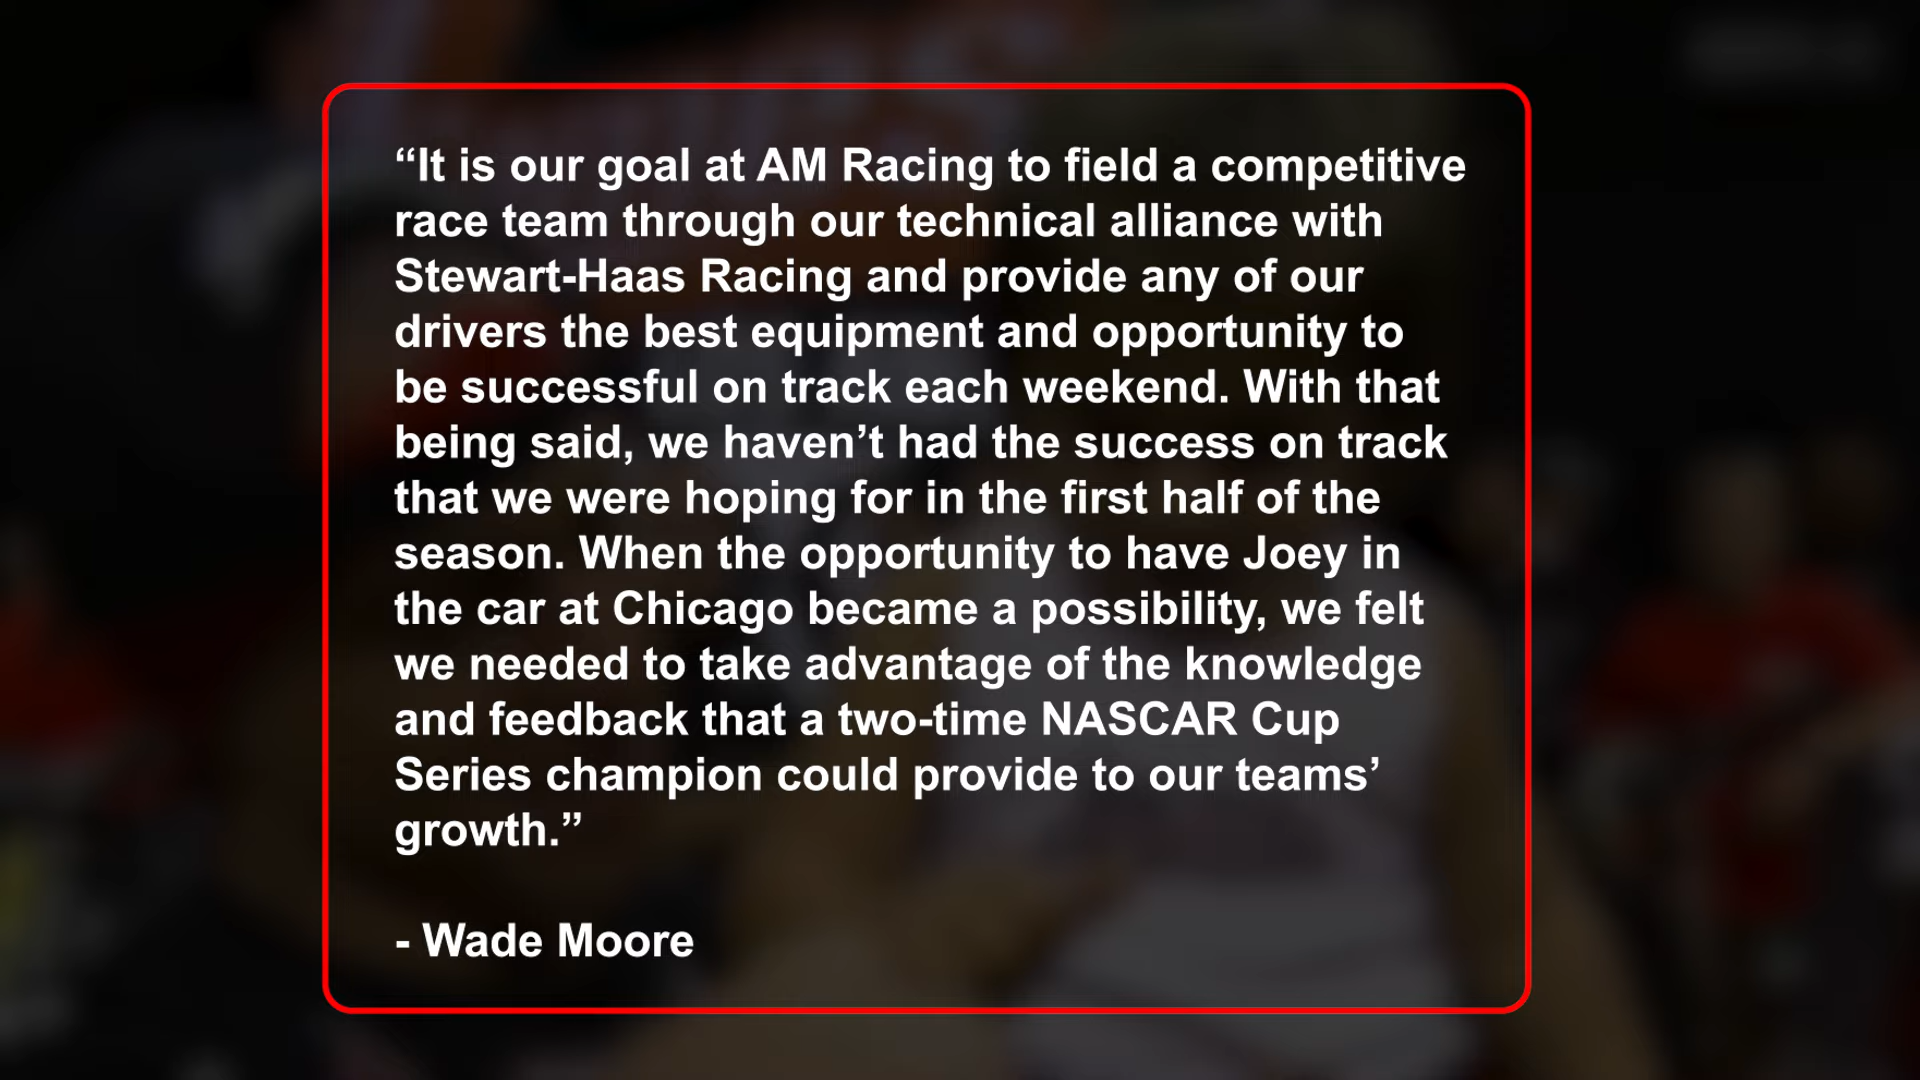 “It is our goal at AM Racing to field a competitive
race team through our technical alliance with
Stewart-Haas Racing and provide any of our
drivers the best equipment and opportunity to
be successful on track each weekend. With that
being said, we haven’t had the success on track
that we were hoping for in the first half of the
season. When the opportunity to have Joey in
the car at Chicago became a possibility, we felt
we needed to take advantage of the knowledge
and feedback that a two-time NASCAR Cup
Series champion could provide to our teams’
growth.”
- Wade Moore